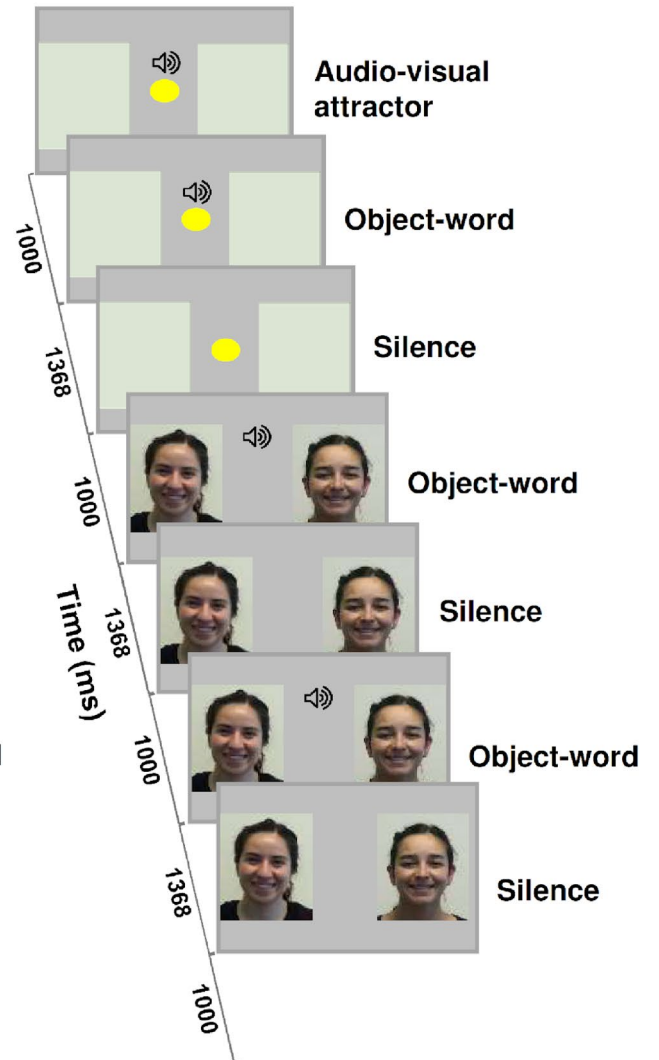 Audio-visual
attractor
Object-word
Silence
Object-word
Silence
Object-word
Silence
Time (ms)
1000
1368
1000
1368
1000
1368
1000